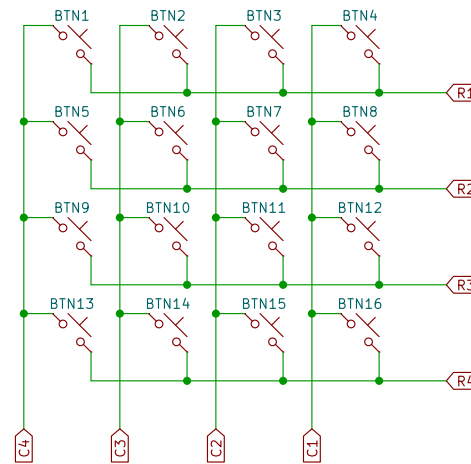 BTN1 BTN2 BTN3 BTN4
R1
BTN5 BTN6 BTN7 BTN8
R2
BTN9 BTN10 BTN11 BTN12
R3
BTN13 BTN14 BTN15 BTN16
R4
C4 C3 C2 C1